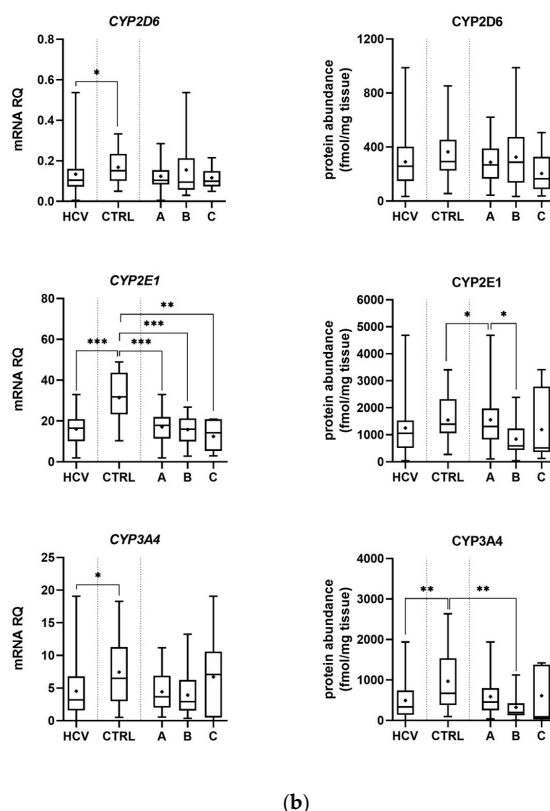 CYP2D6
mRNA RQ
0.8
0.6
0.4
0.2
0.0
*
HCV CTRL A B C
CYP2D6
protein abundance
(fmol/mg tissue)
1200
800
400
0
HCV CTRL A B C
CYP2E1
mRNA RQ
80
60
40
20
0
**
***
*** ***
HCV CTRL A B C
CYP2E1
protein abundance
(fmol/mg tissue)
6000
5000
4000
3000
2000
1000
0
* *
HCV CTRL A B C
CYP3A4
mRNA RQ
25
20
15
10
5
0
*
HCV CTRL A B C
CYP3A4
protein abundance
(fmol/mg tissue)
4000
3000
2000
1000
0
** **
HCV CTRL A B C
(b)